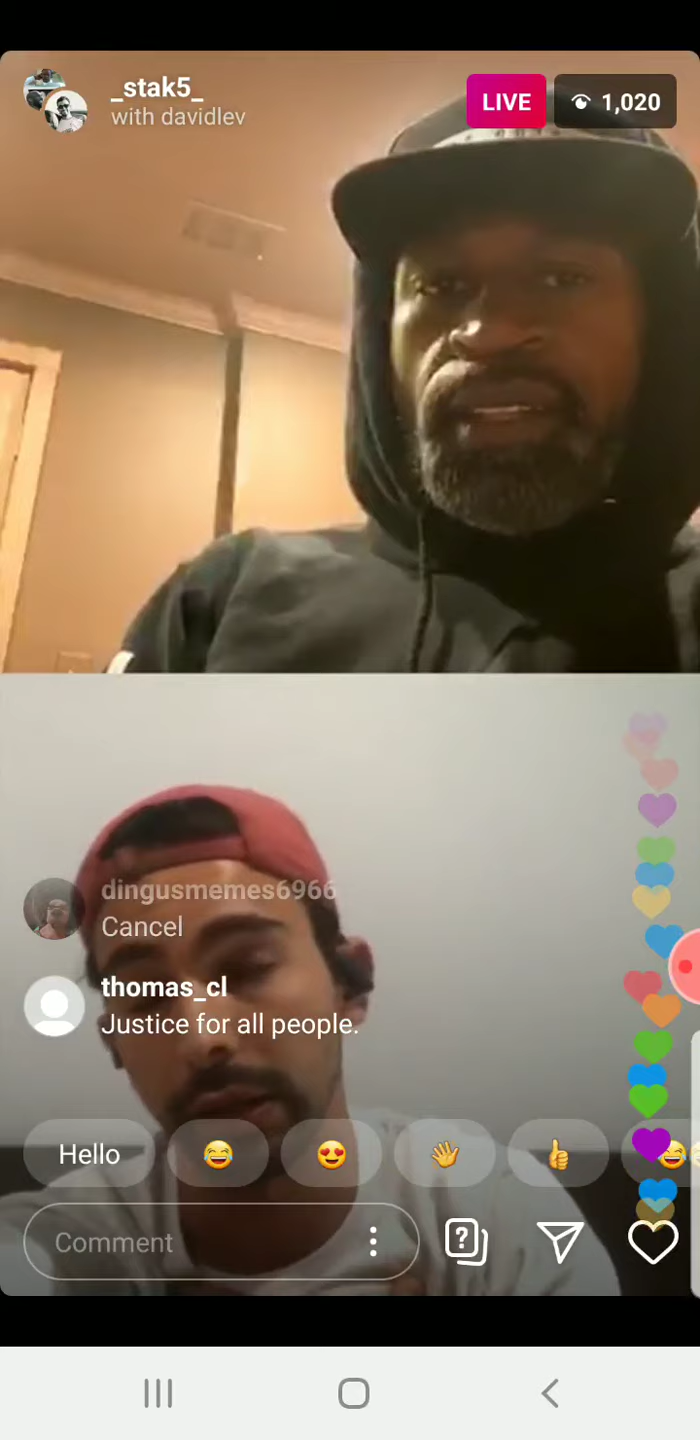 _stak5_
with davidlev
LIVE
1,020
dingusmemes6966
Cancel
thomas_cl
Justice for all people.
Hello
Comment